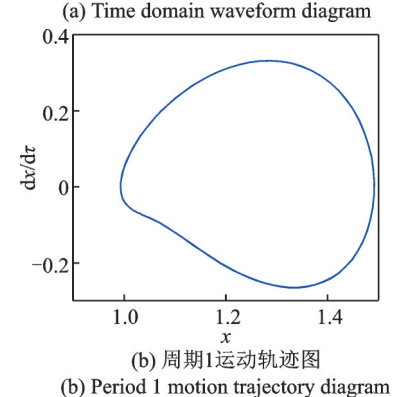 (a) Time domain waveform diagram
0.4
0.2
0
−0.2
dx/dτ
1.0 1.2 1.4
x
(b) 周期1运动轨迹图
(b) Period 1 motion trajectory diagram